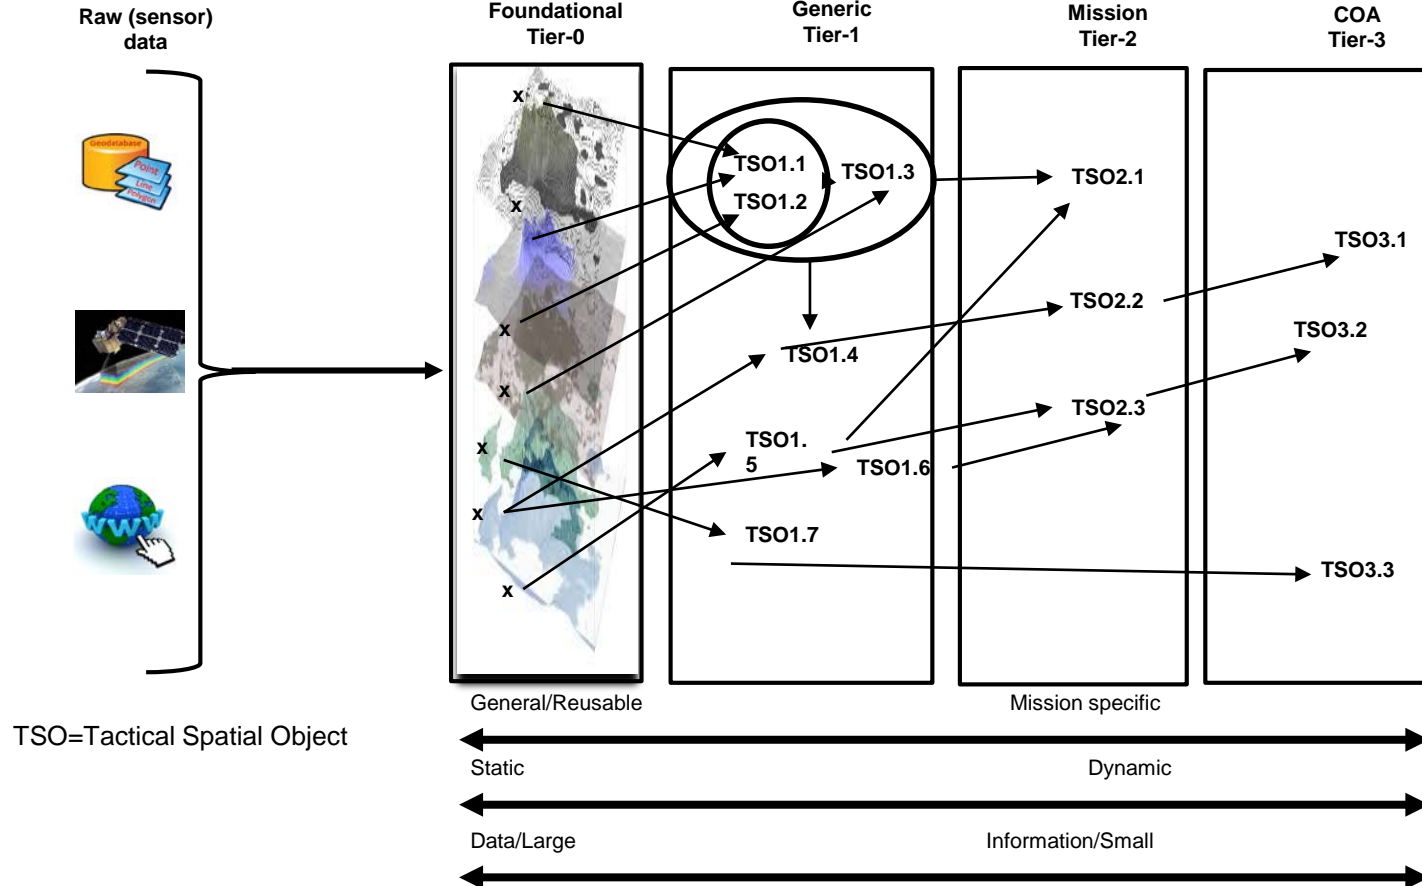 Raw (sensor)
data
Foundational
Tier-0
Generic
Tier-1
Mission
Tier-2
COA
Tier-3
Geodatabase
Point
Line
Polygon
WWW
x
x
x
x
x
x
x
TSO1.1
TSO1.2
TSO1.3
TSO1.4
TSO1.
5
TSO1.6
TSO1.7
TSO2.1
TSO2.2
TSO2.3
TSO3.1
TSO3.2
TSO3.3
TSO=Tactical Spatial Object
General/Reusable
Mission specific
Static
Dynamic
Data/Large
Information/Small